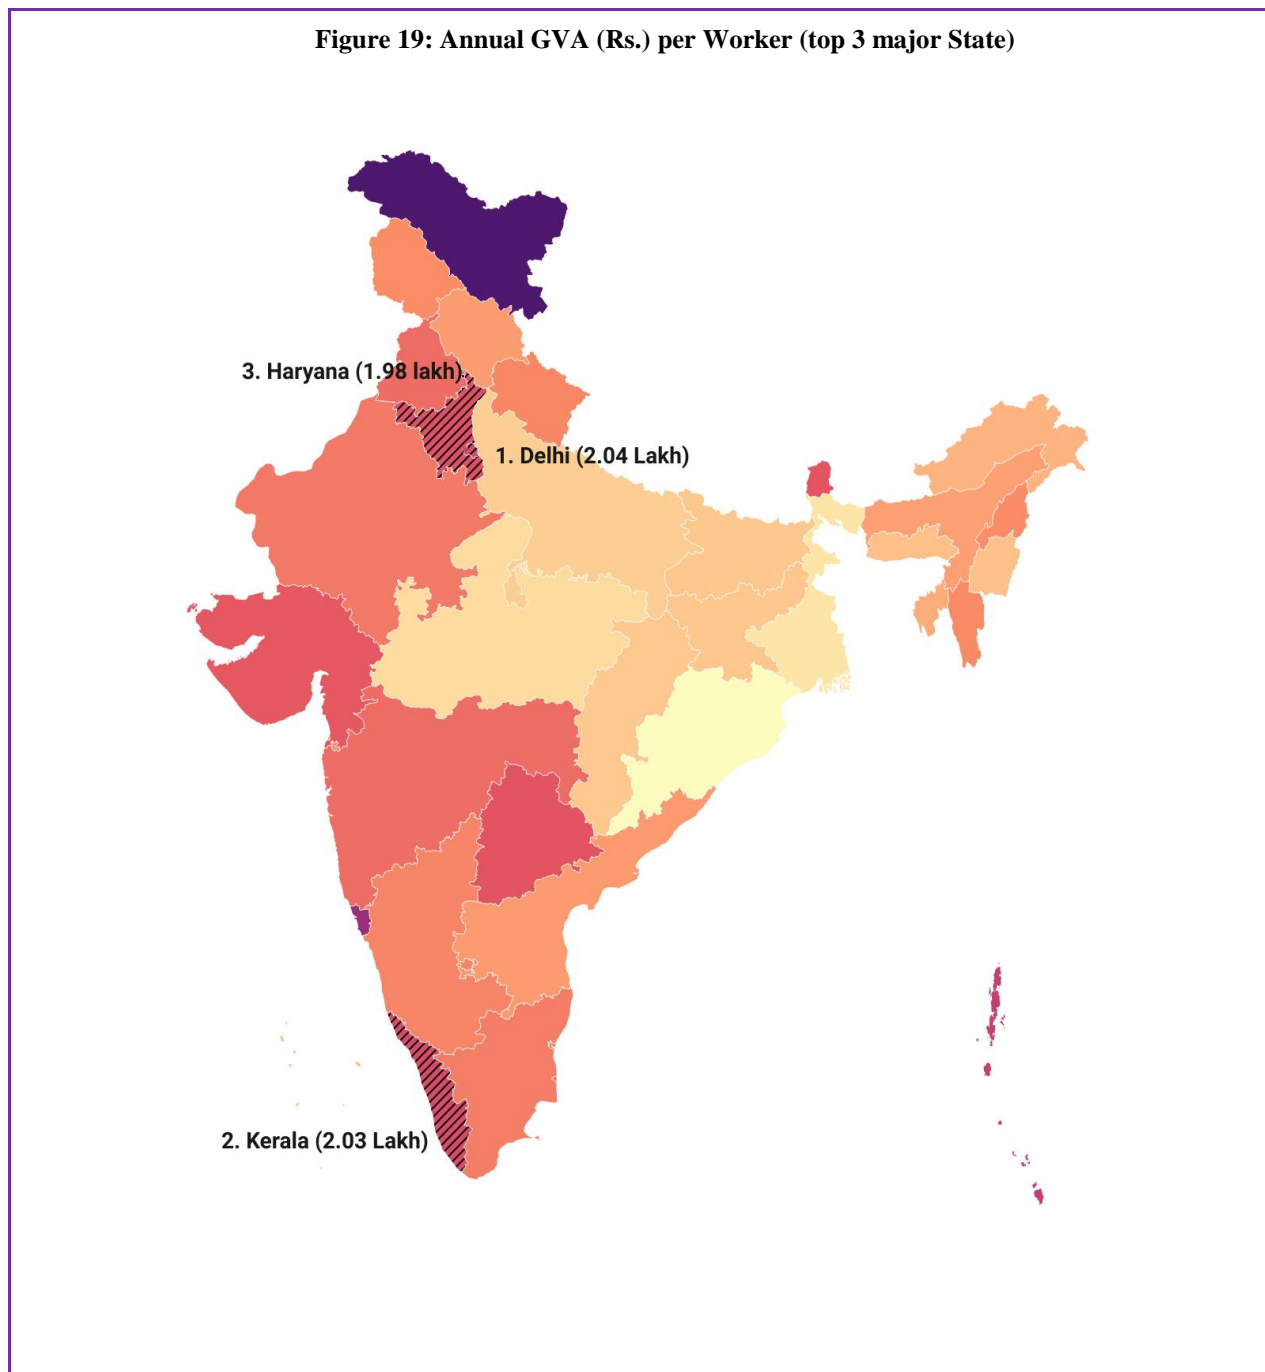 Figure 19: Annual GVA (Rs.) per Worker (top 3 major State)
3. Haryana (1.98 lakh)
1. Delhi (2.04 Lakh)
2. Kerala (2.03 Lakh)